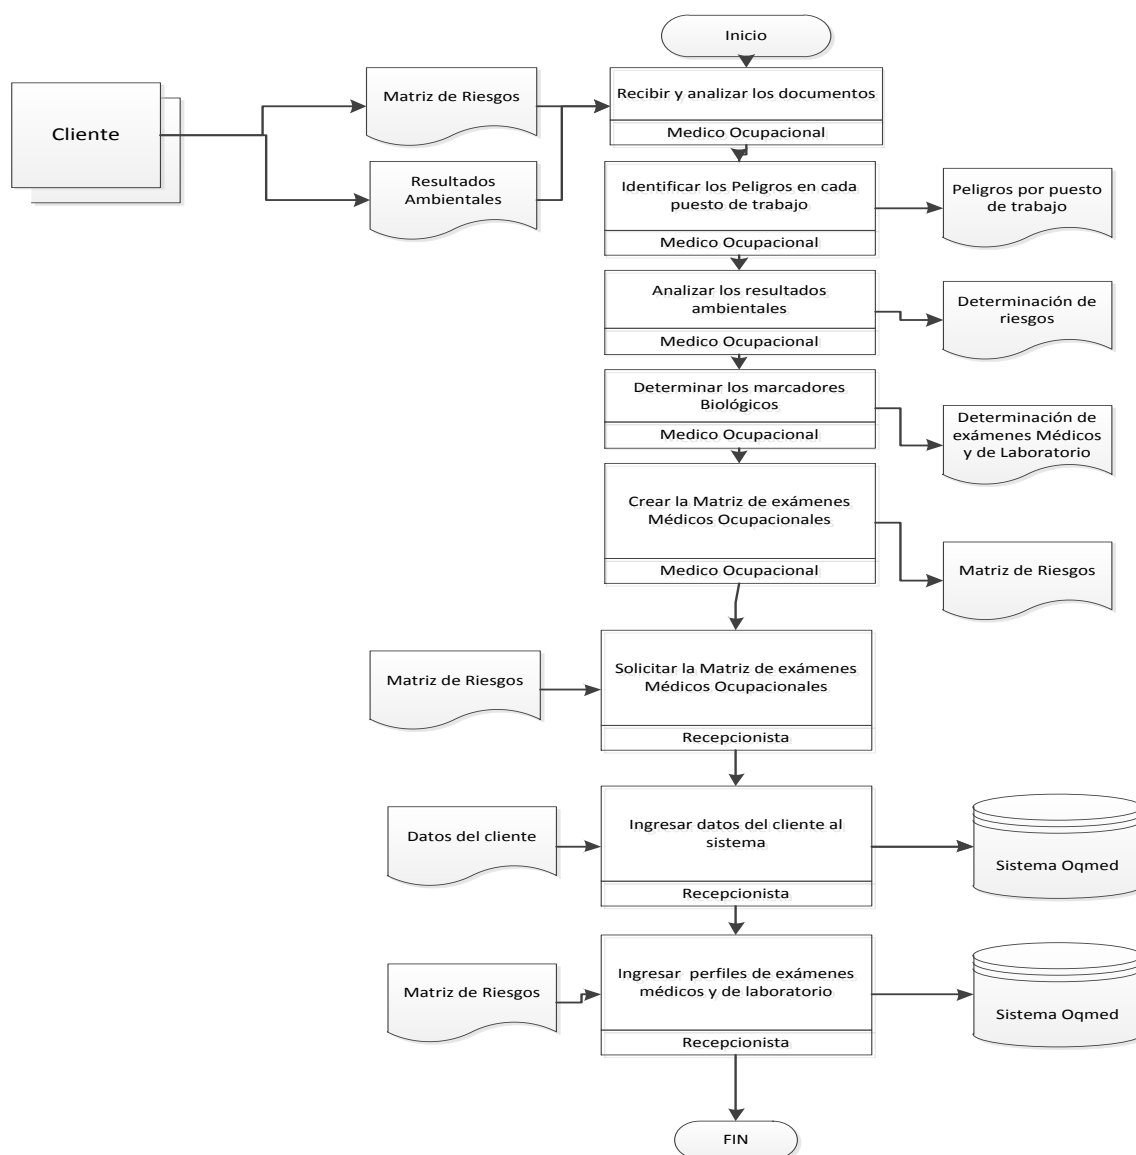 Inicio
Cliente
Matriz de Riesgos
Recibir y analizar los documentos
Medico Ocupacional
Resultados
Ambientales
Identificar los Peligros en cada
puesto de trabajo
Medico Ocupacional
Peligros por puesto
de trabajo
Analizar los resultados
ambientales
Medico Ocupacional
Determinación de
riesgos
Determinar los marcadores
Biológicos
Medico Ocupacional
Determinación de
exámenes Médicos
y de Laboratorio
Crear la Matriz de exámenes
Médicos Ocupacionales
Medico Ocupacional
Matriz de Riesgos
Matriz de Riesgos
Solicitar la Matriz de exámenes
Médicos Ocupacionales
Recepcionista
Datos del cliente
Ingresar datos del cliente al
sistema
Recepcionista
Sistema Oqmed
Matriz de Riesgos
Ingresar perfiles de exámenes
médicos y de laboratorio
Recepcionista
Sistema Oqmed
FIN